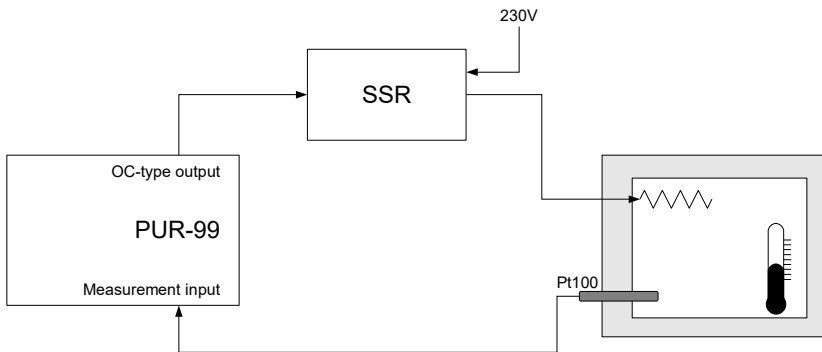 230V
SSR
OC-type output
PUR-99
Measurement input
Pt100